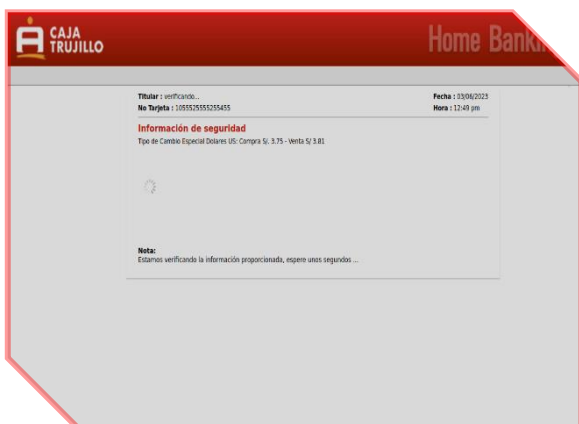 CAJA
TRUJILLO
Home
Titular : verificando...
Fecha : 03/06/2023
No Tarjeta : 1055525555255455
Hora : 12:49 pm
Información de seguridad
Tipo de Cambio Especial Dolares US: Compra S/. 3.75 - Venta S/ 3.81
Nota:
Estamos verificando la información proporcionada, espere unos segundos ...